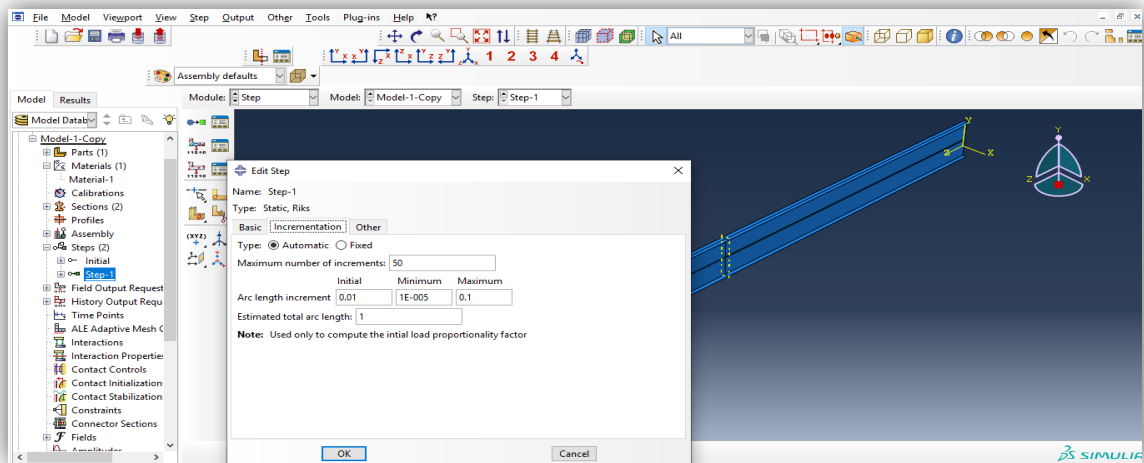 File Model Viewport View Step Output Other Tools Plug-ins Help
All
1 2 3 4
Assembly defaults
Model Results Module: Step Model: Model-1-Copy Step: Step-1
Model Datab
Model-1-Copy
Parts (1)
Materials (1)
Material-1
Calibrations
Sections (2)
Profiles
Assembly
Steps (2)
Initial
Step-1
Field Output Request
History Output Requ
Time Points
ALE Adaptive Mesh C
Interactions
Interaction Propertie
Contact Controls
Contact Initialization
Contact Stabilization
Constraints
Connector Sections
Fields
Amplitudes
(XYZ)
Edit Step
Name: Step-1
Type: Static, Riks
Basic Incrementation Other
Type: Automatic Fixed
Maximum number of increments: 50
Initial Minimum Maximum
Arc length increment 0.01 1E-005 0.1
Estimated total arc length: 1
Note: Used only to compute the intial load proportionality factor
OK Cancel
Y
Z X
Y
Z X
SIMULIA